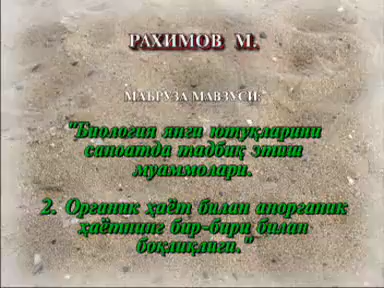 РАХИМОВ М.
МАЪРУЗА МАВЗУСИ:
"Биология янги ютуқларини
саноатда тадбиқ этиш
муаммолари.
2. Органик ҳаёт билан анорганик
ҳаётнинг бир-бири билан
боқлиқлиги."